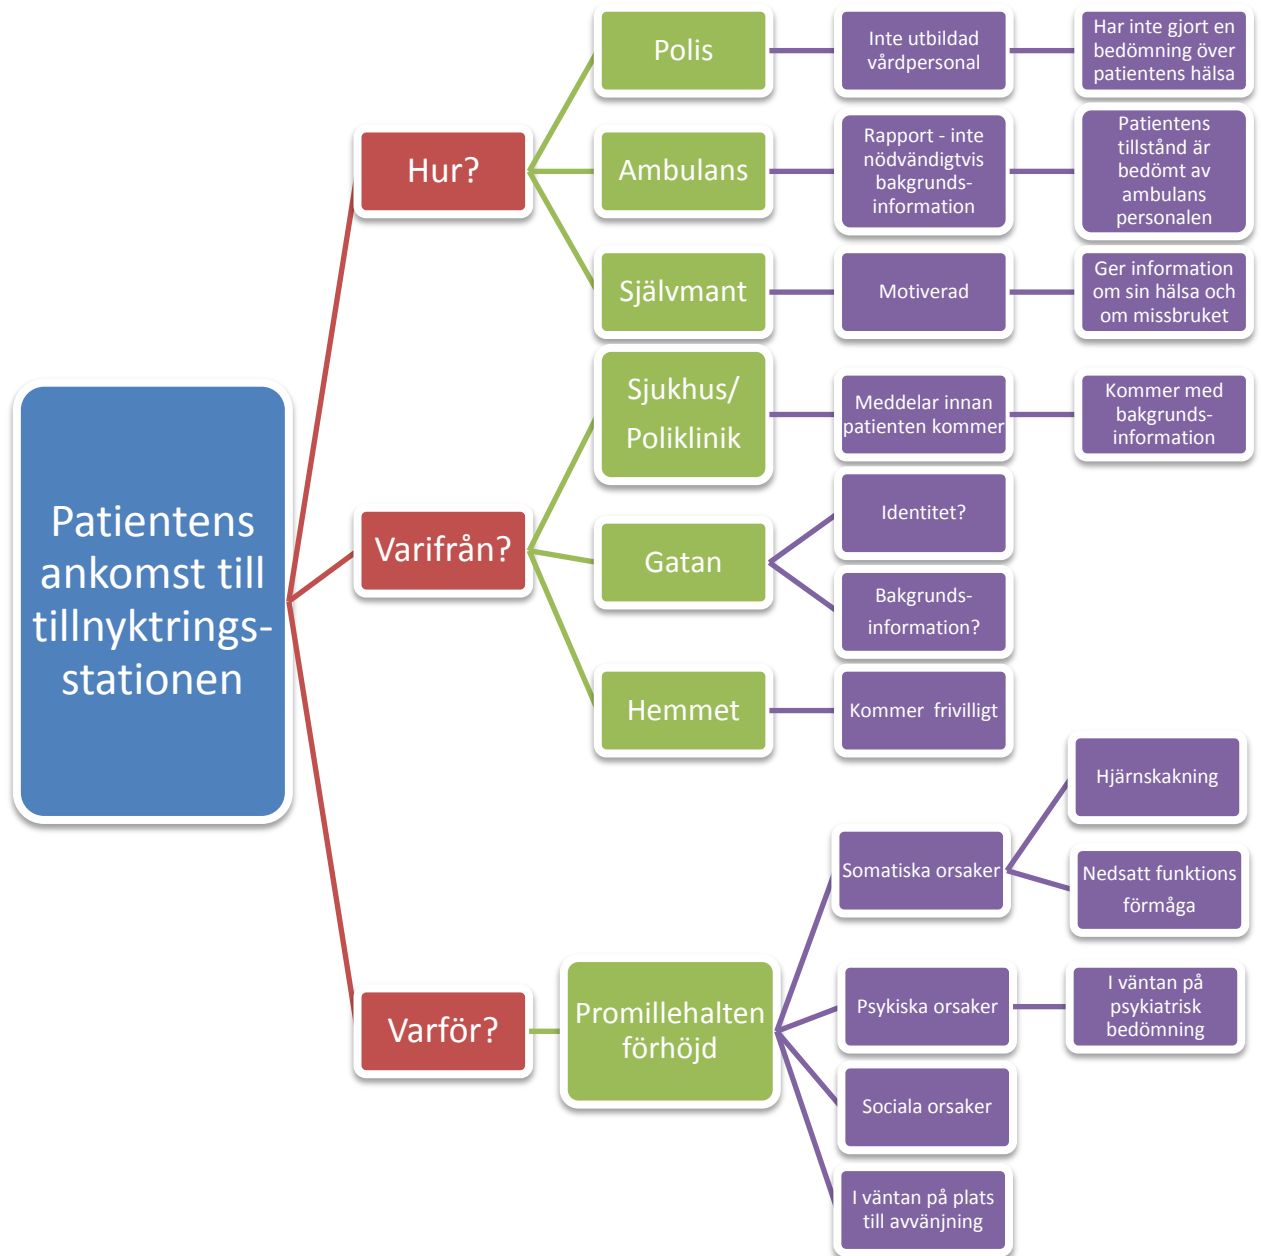 Patientens
ankomst till
tillnyktrings-
stationen
Hur?
Polis
Inte utbildad
vårdpersonal
Har inte gjort en
bedömning över
patientens hälsa
Ambulans
Rapport - inte
nödvändigtvis
bakgrunds-
information
Patientens
tillstånd är
bedömt av
ambulans
personalen
Självmant
Motiverad
Ger information
om sin hälsa och
om missbruket
Varifrån?
Sjukhus/
Poliklinik
Meddelar innan
patienten kommer
Kommer med
bakgrunds-
information
Gatan
Identitet?
Bakgrunds-
information?
Hemmet
Kommer frivilligt
Varför?
Promillehalten
förhöjd
Somatiska orsaker
Hjärnskakning
Nedsatt funktions
förmåga
Psykiska orsaker
I väntan på
psykiatrisk
bedömning
Sociala orsaker
I väntan på plats
till avvänjning